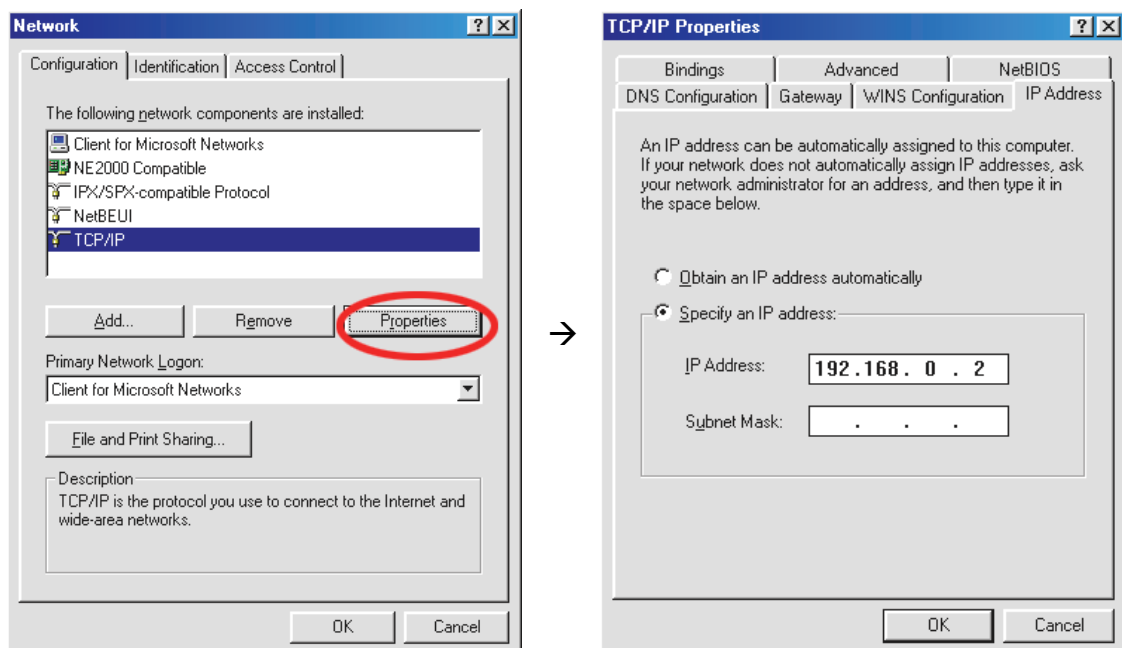 Network
Configuration Identification Access Control
The following network components are installed:
Client for Microsoft Networks
NE2000 Compatible
IPX/SPX-compatible Protocol
NetBEUI
TCP/IP
Add... Remove Properties
Primary Network Logon:
Client for Microsoft Networks
File and Print Sharing...
Description
TCP/IP is the protocol you use to connect to the Internet and
wide-area networks.
OK Cancel
→
TCP/IP Properties
Bindings Advanced NetBIOS
DNS Configuration Gateway WINS Configuration IP Address
An IP address can be automatically assigned to this computer.
If your network does not automatically assign IP addresses, ask
your network administrator for an address, and then type it in
the space below.
Obtain an IP address automatically
Specify an IP address:
IP Address: 192.168. 0 . 2
Subnet Mask: . . .
OK Cancel